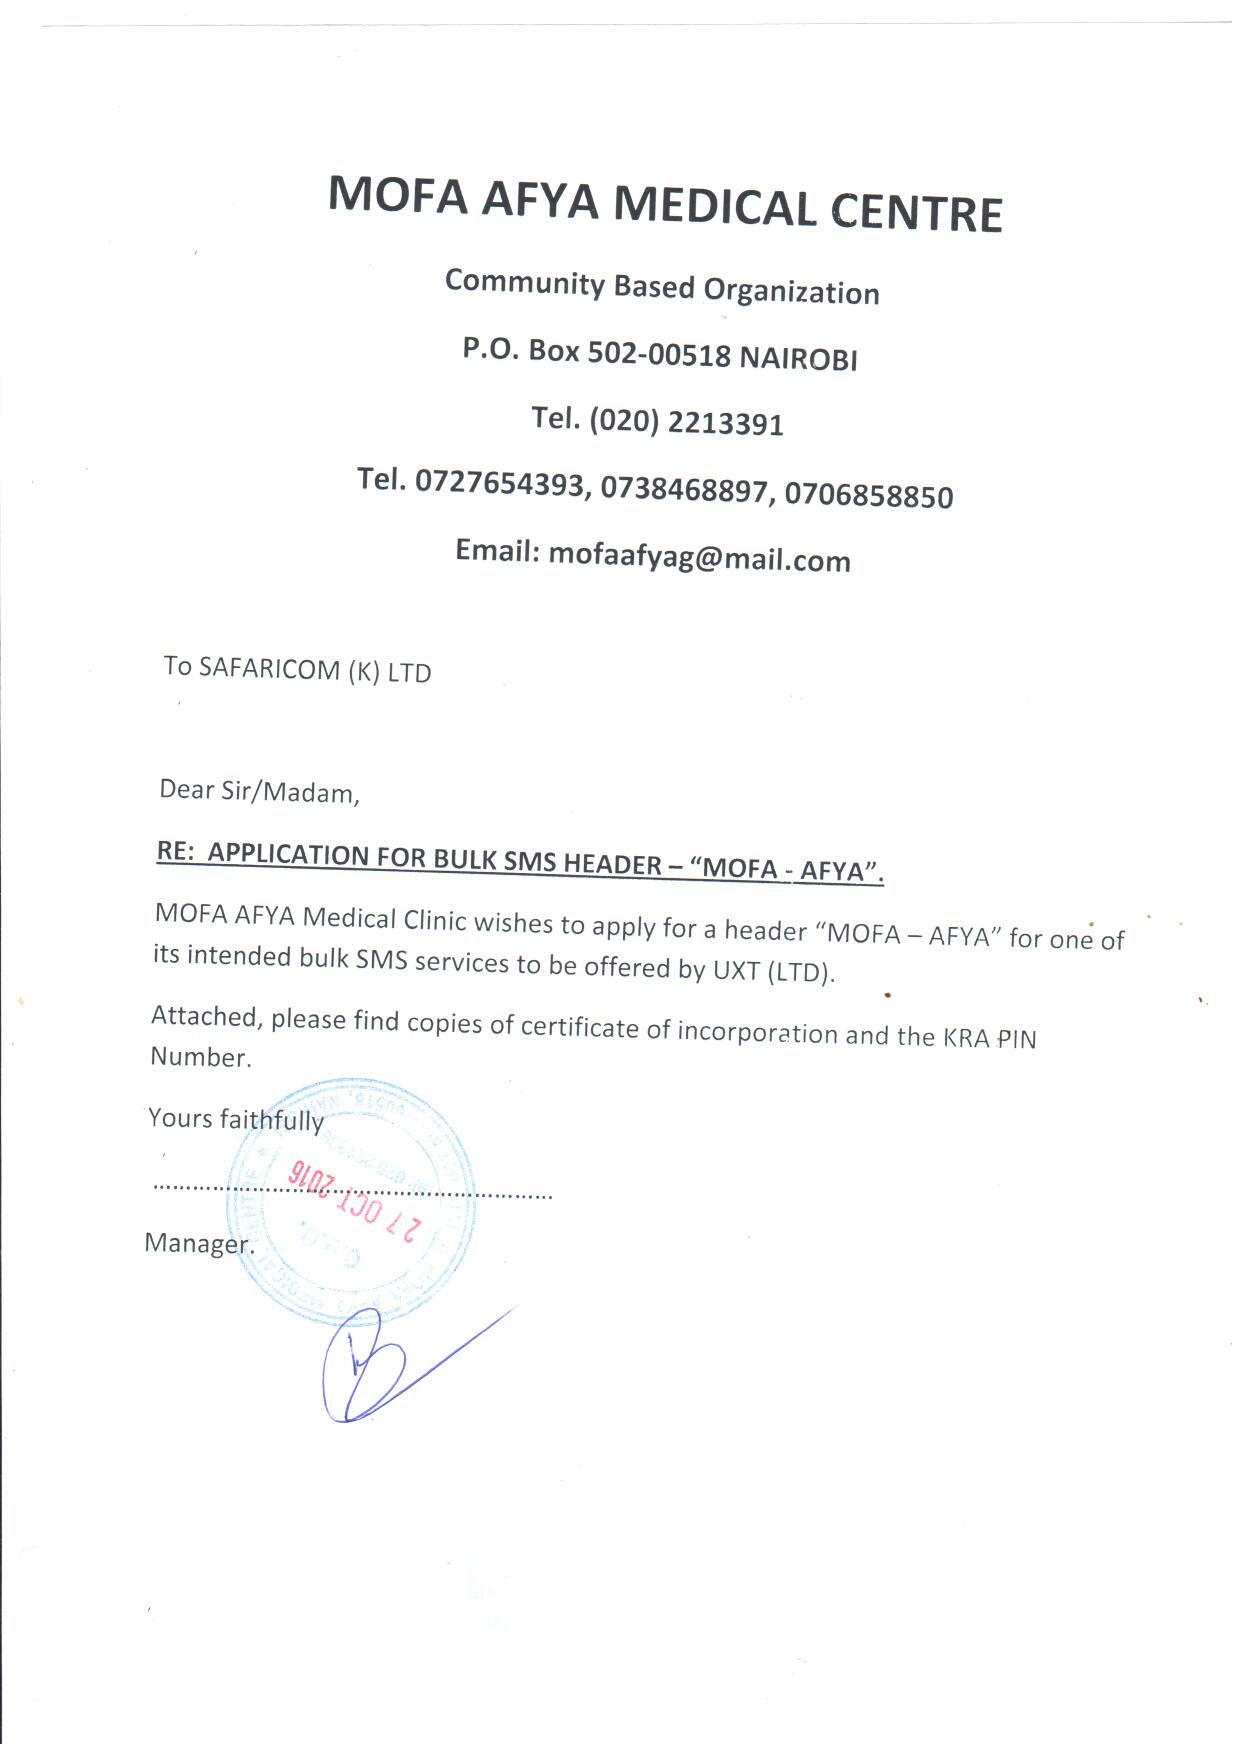 MOFA AFYA MEDICAL CENTRE
Community Based Organization
P.O. Box 502-00518 NAIROBI
Tel. (020) 2213391
Tel. 0727654393, 0738468897, 0706858850
Email: mofaafyag@mail.com
To SAFARICOM (K) LTD
Dear Sir/Madam,
RE:  APPLICATION FOR BULK SMS HEADER – “MOFA - AFYA”.
MOFA AFYA Medical Clinic wishes to apply for a header “MOFA – AFYA” for one of
its intended bulk SMS services to be offered by UXT (LTD).
Attached, please find copies of certificate of incorporation and the KRA PIN
Number.
Yours faithfully
27 OCT 2016
C.B.O.
Manager.